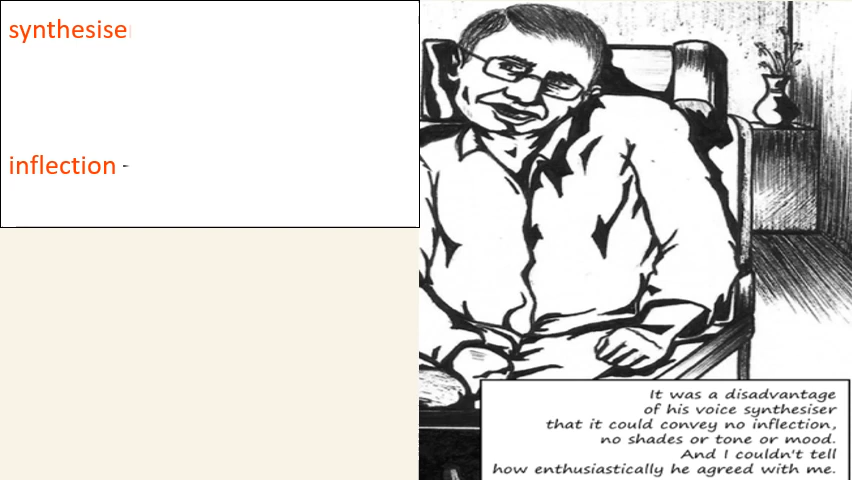 synthesise
inflection -
It was a disadvantage
of his voice synthesiser
that it could convey no inflection,
no shades or tone or mood.
And I couldn't tell
how enthusiastically he agreed with me.